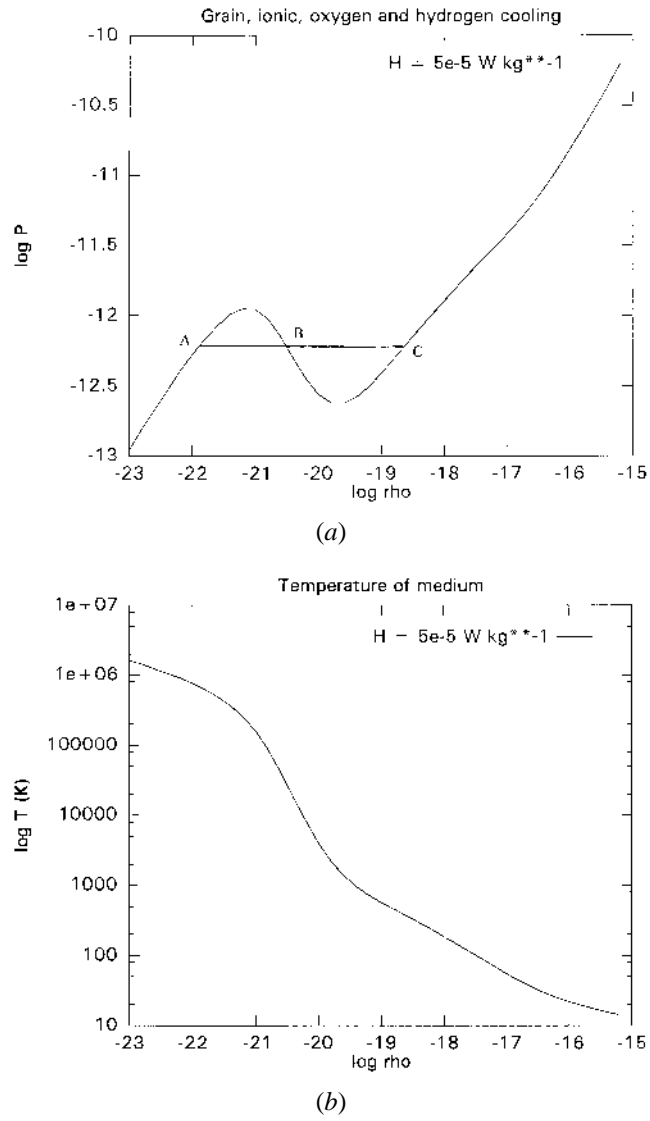 Grain, ionic, oxygen and hydrogen cooling
H = 5e-5 W kg**-1
log P
-10
-10.5
-11
-11.5
-12
-12.5
-13
A
B
C
-23 -22 -21 -20 -19 -18 -17 -16 -15
log rho
(a)
Temperature of medium
H = 5e-5 W kg**-1
log T (K)
1e+07
1e+06
100000
10000
1000
100
10
-23 -22 -21 -20 -19 -18 -17 -16 -15
log rho
(b)